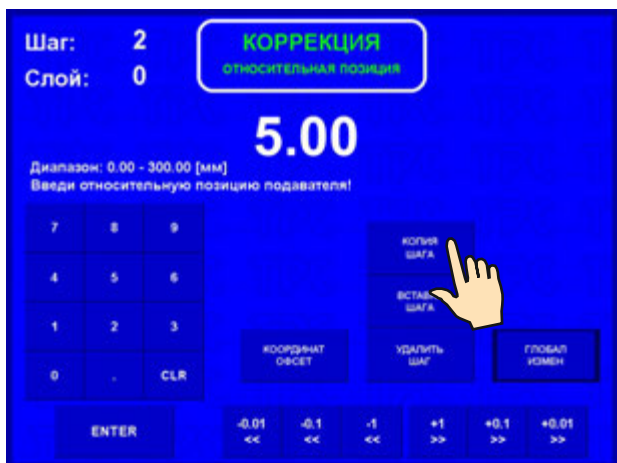 Шаг: 2
КОРРЕКЦИЯ
Слой: 0
ОТНОСИТЕЛЬНАЯ ПОЗИЦИЯ
5.00
Диапазон: 0.00 - 300.00 [мм]
Введи относительную позицию подавателя!
7 8 9
КОПИЯ
ШАГА
4 5 6
ШАГА
1 2 3
КООРДИНАТ
ОФСЕТ
УДАЛИТЬ
ШАГ
ГЛОБАЛ
ИЗМЕН
0 . CLR
ENTER
-0.01 -0.1 -1 +1 +0.1 +0.01
<< << << >> >> >>